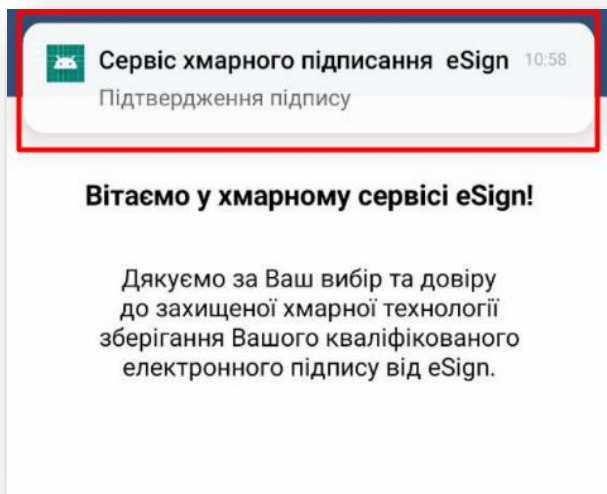 Сервіс хмарного підписання eSign 10:58
Підтвердження підпису
Вітаємо у хмарному сервісі eSign!
Дякуємо за Ваш вибір та довіру
до захищеної хмарної технології
зберігання Вашого кваліфікованого
електронного підпису від eSign.